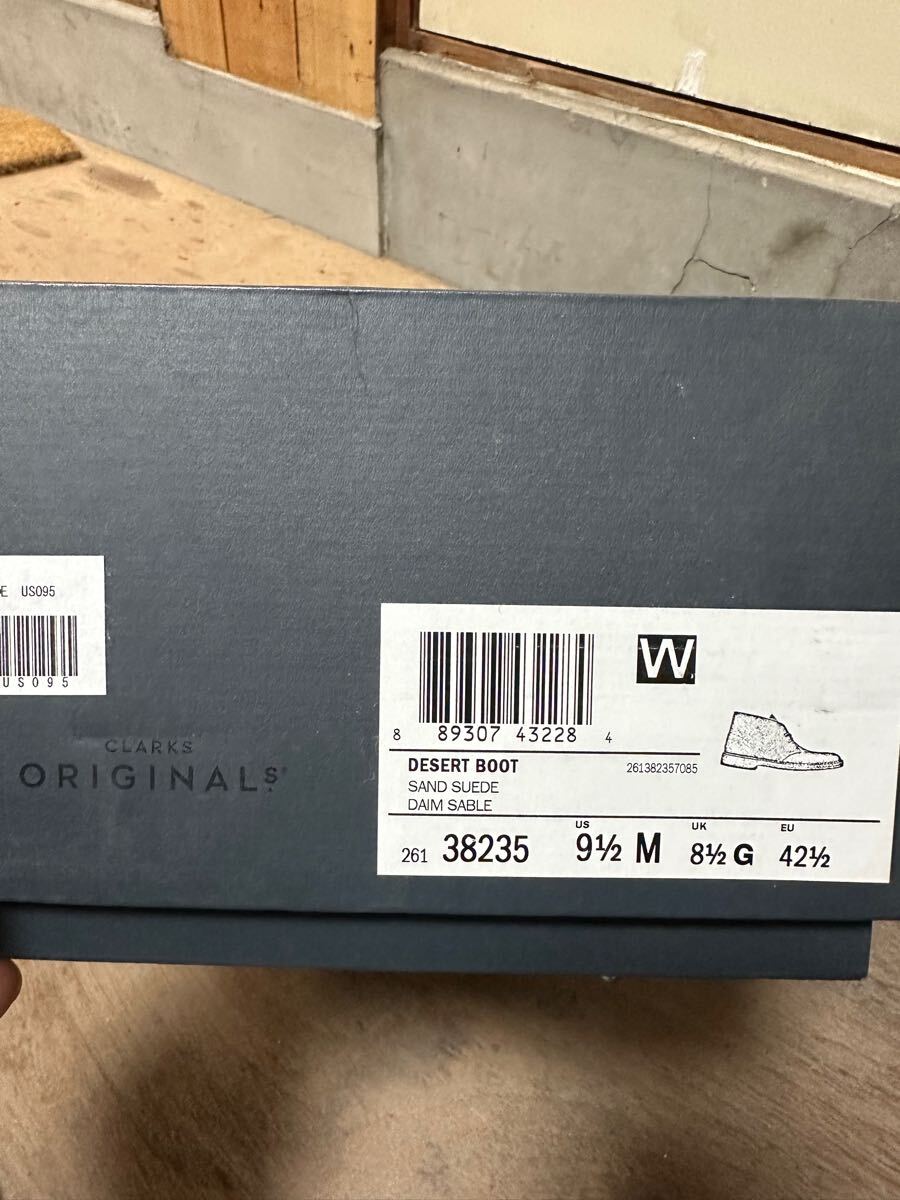 US095
US095
CLARKS
ORIGINALS
W
8 89307 43228 4
DESERT BOOT
261382357085
SAND SUEDE
DAIM SABLE
US UK EU
261 38235 9½ M 8½ G 42½